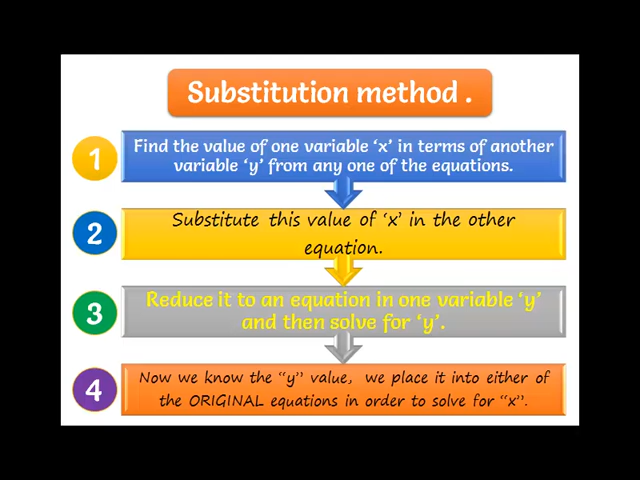 Substitution method .
1
Find the value of one variable ‘x’ in terms of another
variable ‘y’ from any one of the equations.
2
Substitute this value of ‘x’ in the other
equation.
3
Reduce it to an equation in one variable ‘y’
and then solve for ‘y’.
4
Now we know the “y” value, we place it into either of
the ORIGINAL equations in order to solve for “x”.